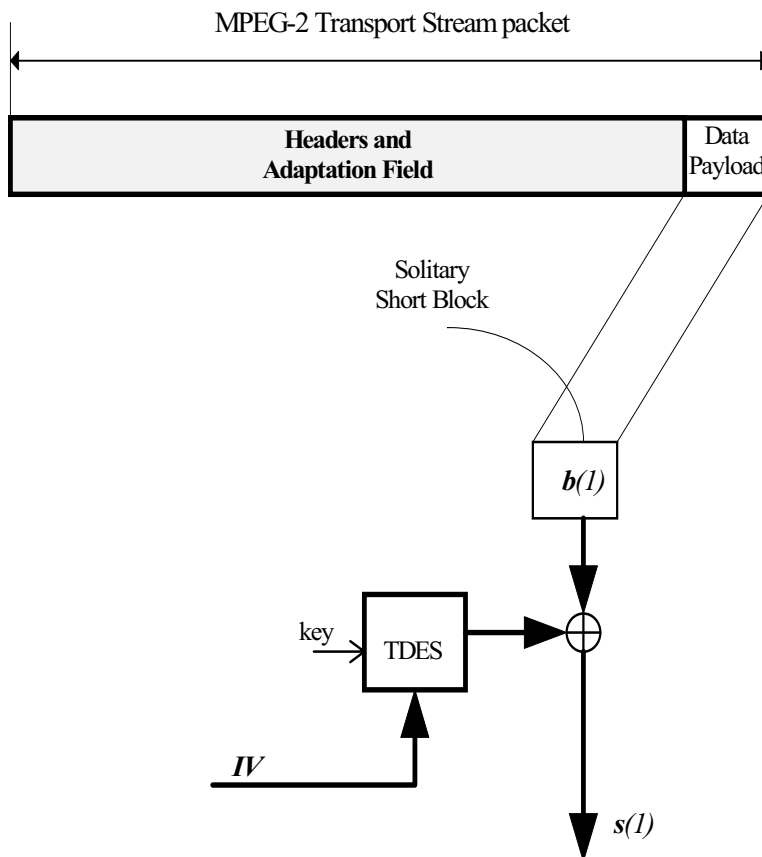 MPEG-2 Transport Stream packet
Headers and
Adaptation Field
Data
Payload
Solitary
Short Block
b(1)
key
TDES
IV
s(1)